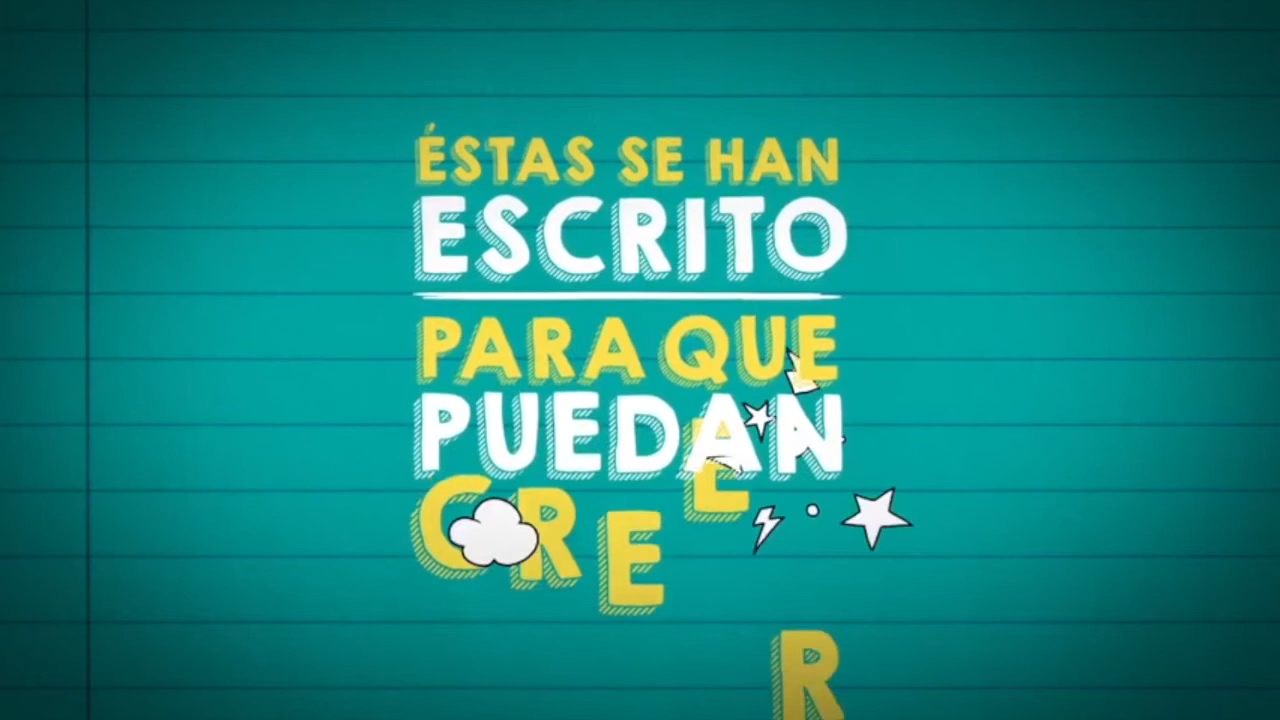 ÉSTAS SE HAN
ESCRITO
PARA QUE
PUEDAN
CREER